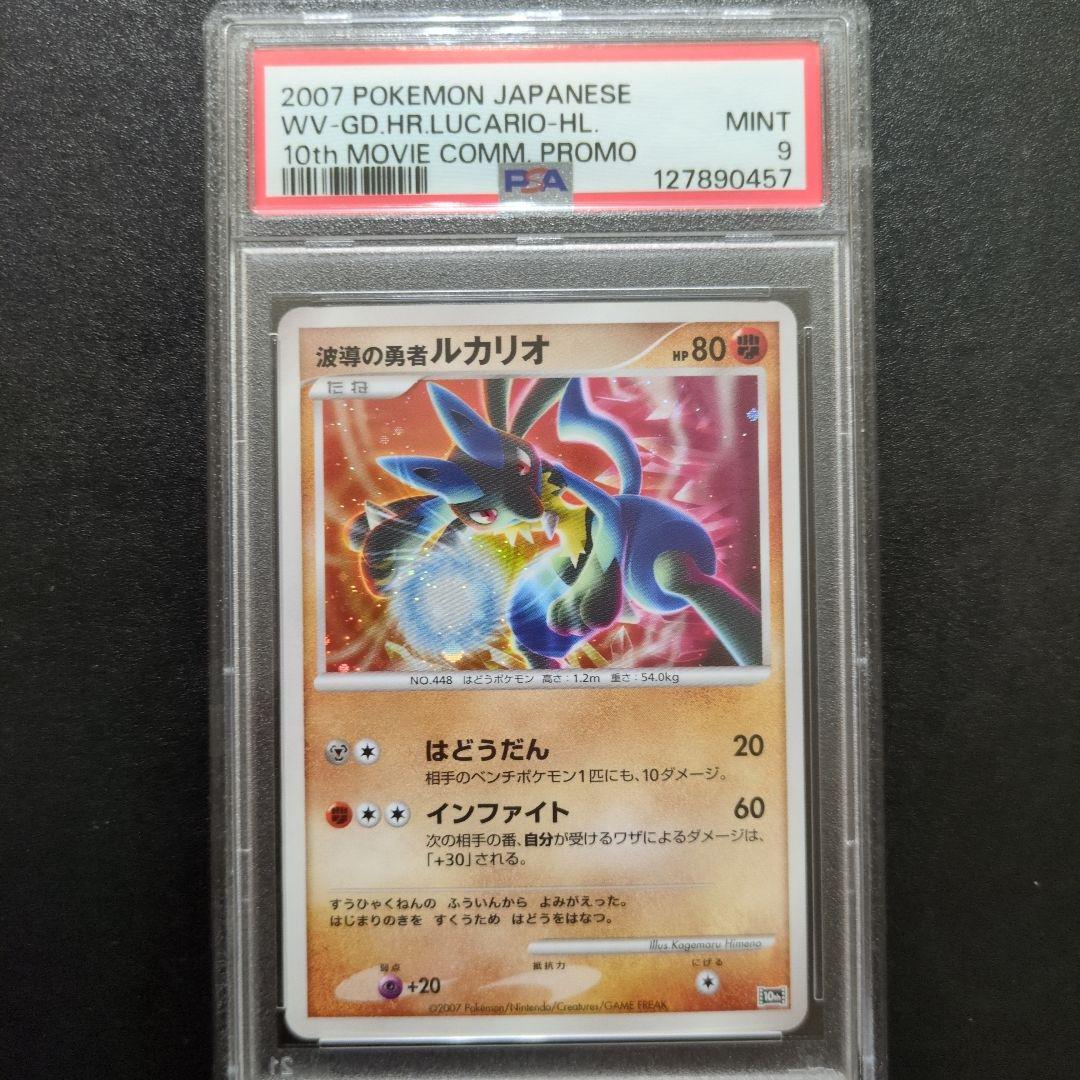 2007 POKEMON JAPANESE
WV-GD.HR.LUCARIO-HL. MINT
10th MOVIE COMM. PROMO 9
PSA 127890457
波導の勇者ルカリオ HP80
たね
NO.448 はどうポケモン 高さ:1.2m 重さ:54.0kg
はどうだん 20
相手のベンチポケモン1匹にも、10ダメージ。
インファイト 60
次の相手の番、自分が受けるワザによるダメージは、
「+30」される。
すうひゃくねんの ふういんから よみがえった。
はじまりのきを すくうため はどうをはなつ。
Illus. Kagemaru Himeno
弱点 抵抗力 にげる
+20
©2007 Pokémon/Nintendo/Creatures/GAME FREAK
10th